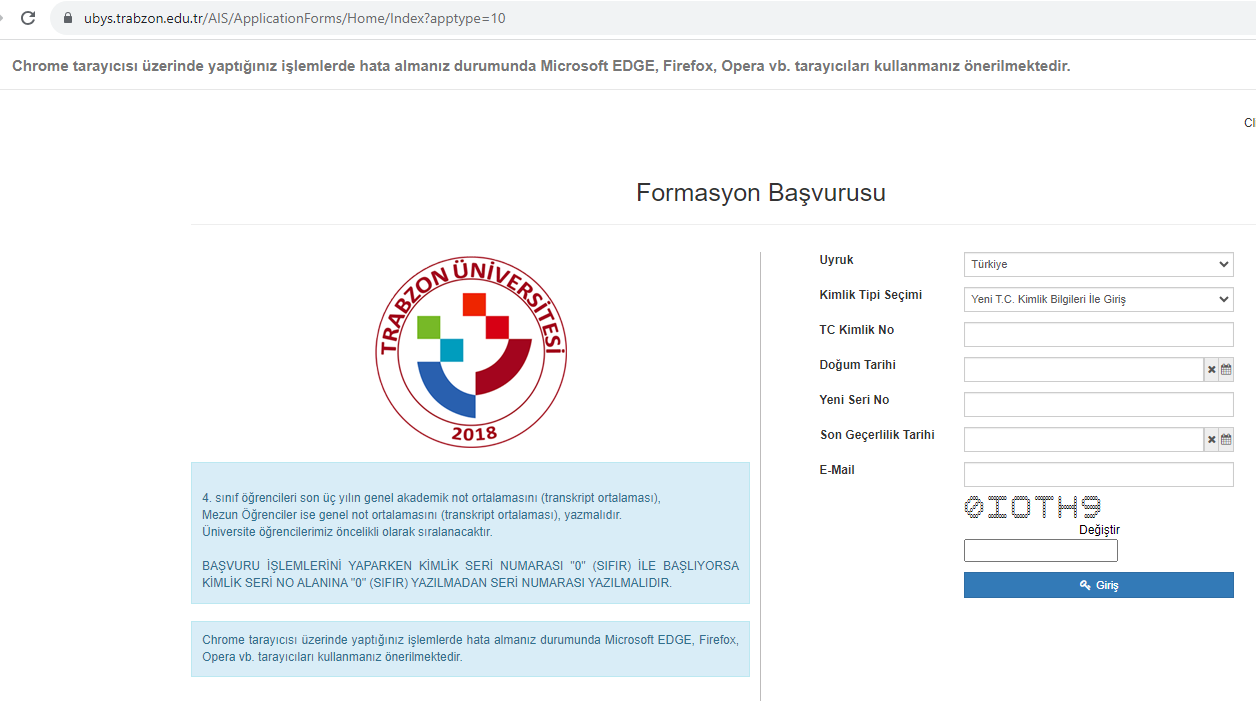 ubys.trabzon.edu.tr/AIS/ApplicationForms/Home/Index?apptype=10
Chrome tarayıcısı üzerinde yaptığınız işlemlerde hata almanız durumunda Microsoft EDGE, Firefox, Opera vb. tarayıcıları kullanmanız önerilmektedir.
Formasyon Başvurusu
TRABZON ÜNİVERSİTESİ
2018
4. sınıf öğrencileri son üç yılın genel akademik not ortalamasını (transkript ortalaması),
Mezun Öğrenciler ise genel not ortalamasını (transkript ortalaması), yazmalıdır.
Üniversite öğrencilerimiz öncelikli olarak sıralanacaktır.
BAŞVURU İŞLEMLERİNİ YAPARKEN KİMLİK SERİ NUMARASI "0" (SIFIR) İLE BAŞLIYORSA
KİMLİK SERİ NO ALANINA "0" (SIFIR) YAZILMADAN SERİ NUMARASI YAZILMALIDIR.
Chrome tarayıcısı üzerinde yaptığınız işlemlerde hata almanız durumunda Microsoft EDGE, Firefox,
Opera vb. tarayıcıları kullanmanız önerilmektedir.
Uyruk
Türkiye
Kimlik Tipi Seçimi
Yeni T.C. Kimlik Bilgileri İle Giriş
TC Kimlik No
Doğum Tarihi
Yeni Seri No
Son Geçerlilik Tarihi
E-Mail
0IOTH9
Değiştir
Giriş